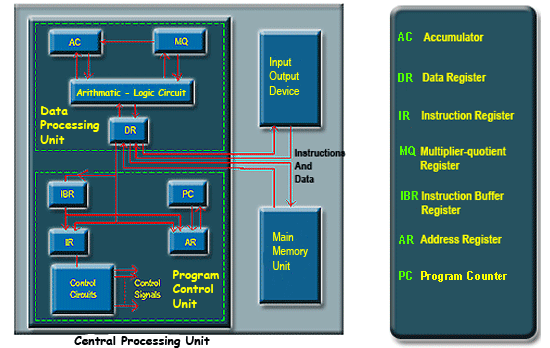 AC
MQ
Arithmatic - Logic Circuit
Data
Processing
Unit
DR
Input
Output
Device
Instructions
And
Data
IBR
PC
IR
AR
Main
Memory
Unit
Control
Circuits
Control
Signals
Program
Control
Unit
Central Processing Unit
AC Accumulator
DR Data Register
IR Instruction Register
MQ Multiplier-quotient
Register
IBR Instruction Buffer
Register
AR Address Register
PC Program Counter